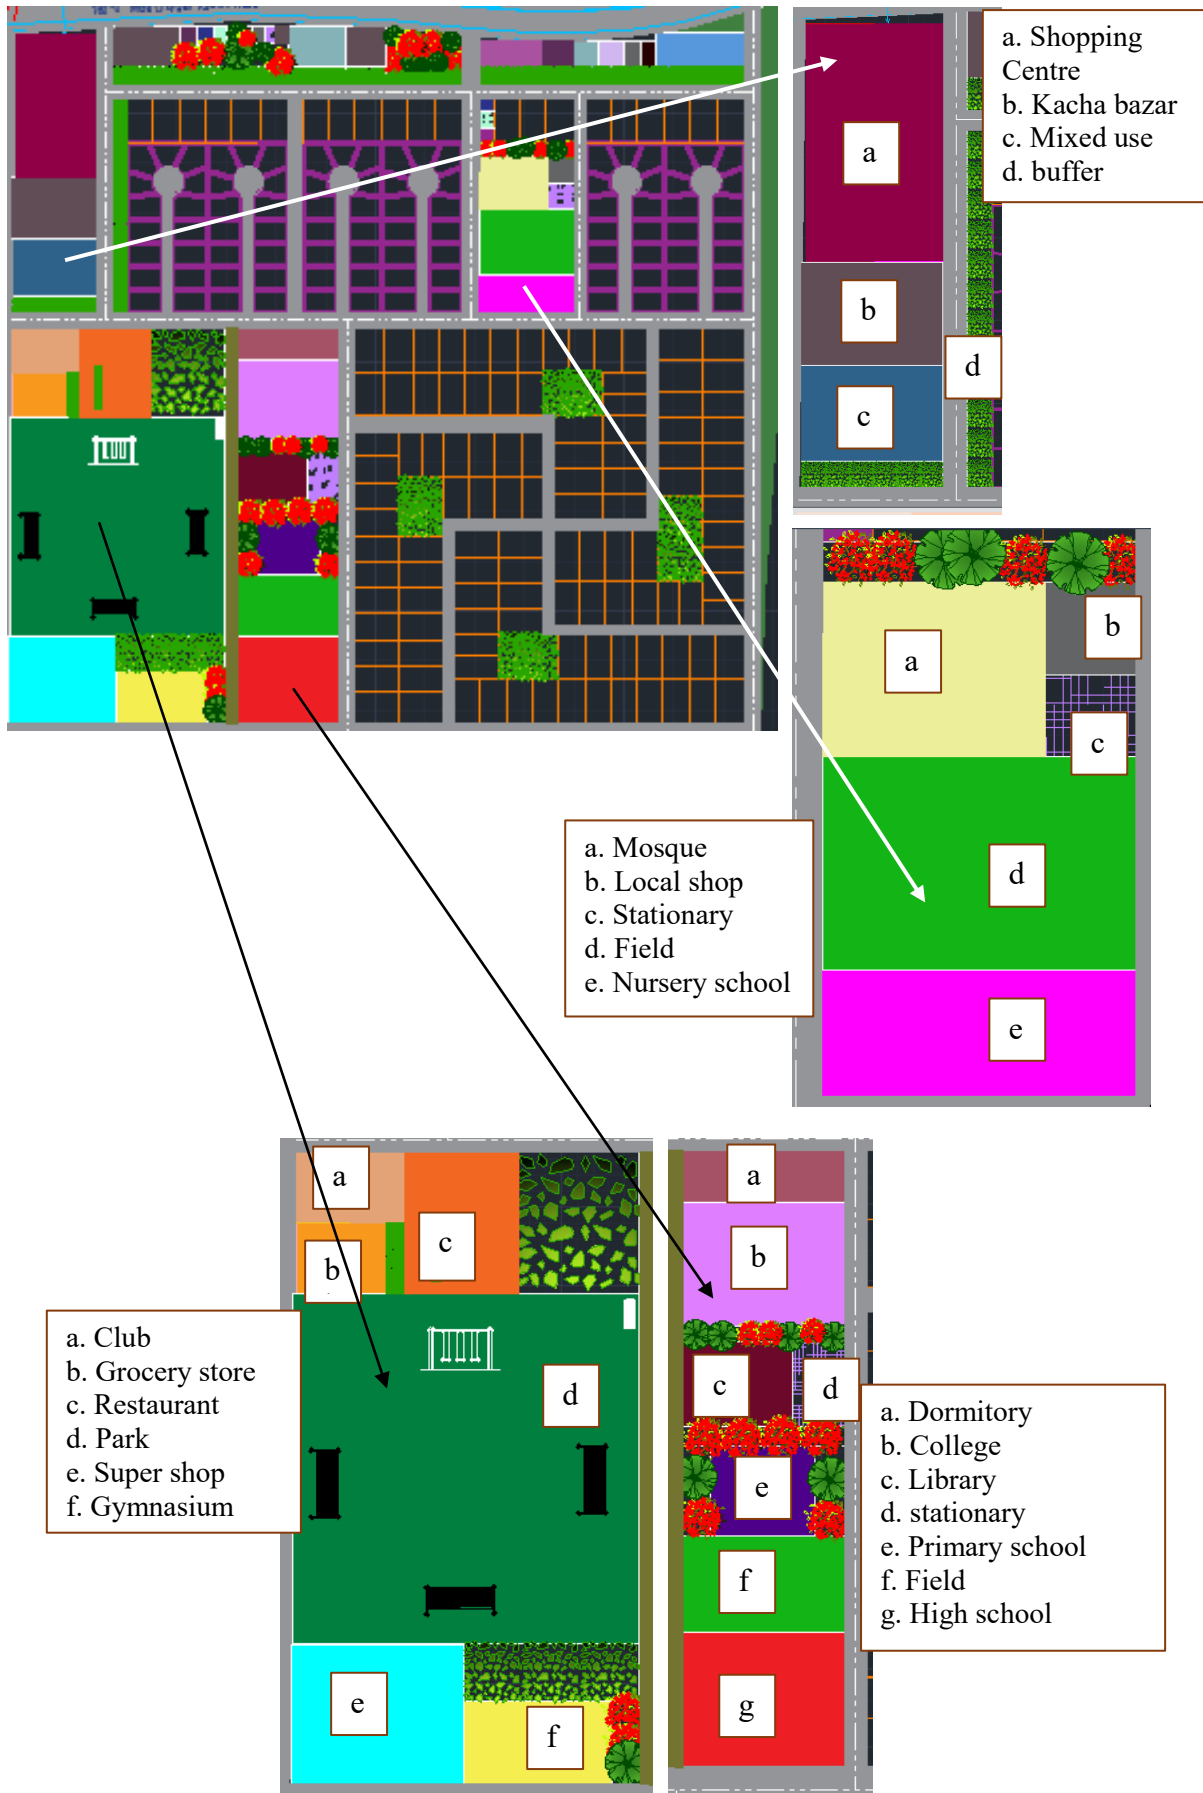 a. Shopping
Centre
b. Kacha bazar
c. Mixed use
d. buffer
a
b
d
c
b
a
c
d
e
a. Mosque
b. Local shop
c. Stationary
d. Field
e. Nursery school
a
c
b
d
e
f
a
b
c
d
e
f
g
a. Club
b. Grocery store
c. Restaurant
d. Park
e. Super shop
f. Gymnasium
a. Dormitory
b. College
c. Library
d. stationary
e. Primary school
f. Field
g. High school